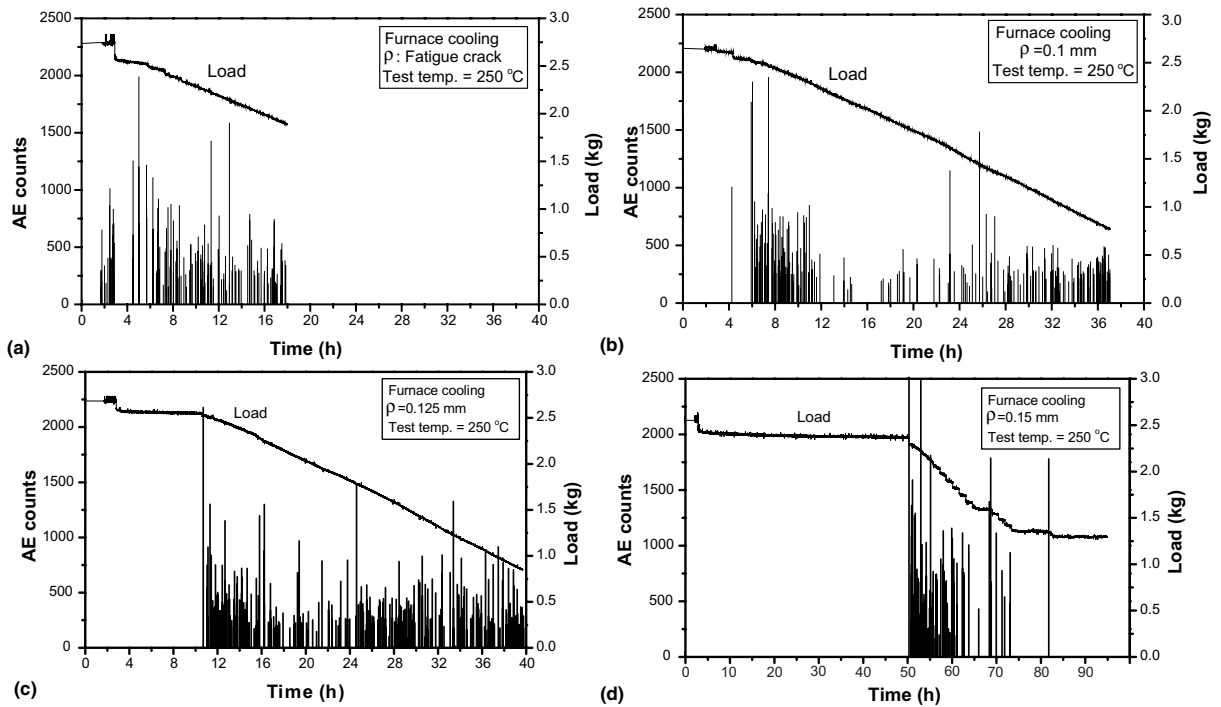 2500
2000
1500
1000
500
0
AE counts
3.0
2.5
2.0
1.5
1.0
0.5
0.0
Load (kg)
Furnace cooling
ρ : Fatigue crack
Test temp. = 250 °C
Load
0 4 8 12 16 20 24 28 32 36 40
Time (h)
(a)
2500
2000
1500
1000
500
0
AE counts
3.0
2.5
2.0
1.5
1.0
0.5
0.0
Load (kg)
Furnace cooling
ρ=0.1 mm
Test temp. = 250 °C
Load
0 4 8 12 16 20 24 28 32 36 40
Time (h)
(b)
2500
2000
1500
1000
500
0
AE counts
3.0
2.5
2.0
1.5
1.0
0.5
0.0
Load (kg)
Furnace cooling
ρ=0.125 mm
Test temp. = 250 °C
Load
0 4 8 12 16 20 24 28 32 36 40
Time (h)
(c)
2500
2000
1500
1000
500
0
AE counts
3.0
2.5
2.0
1.5
1.0
0.5
0.0
Load (kg)
Furnace cooling
ρ=0.15 mm
Test temp. = 250 °C
Load
0 10 20 30 40 50 60 70 80 90
Time (h)
(d)